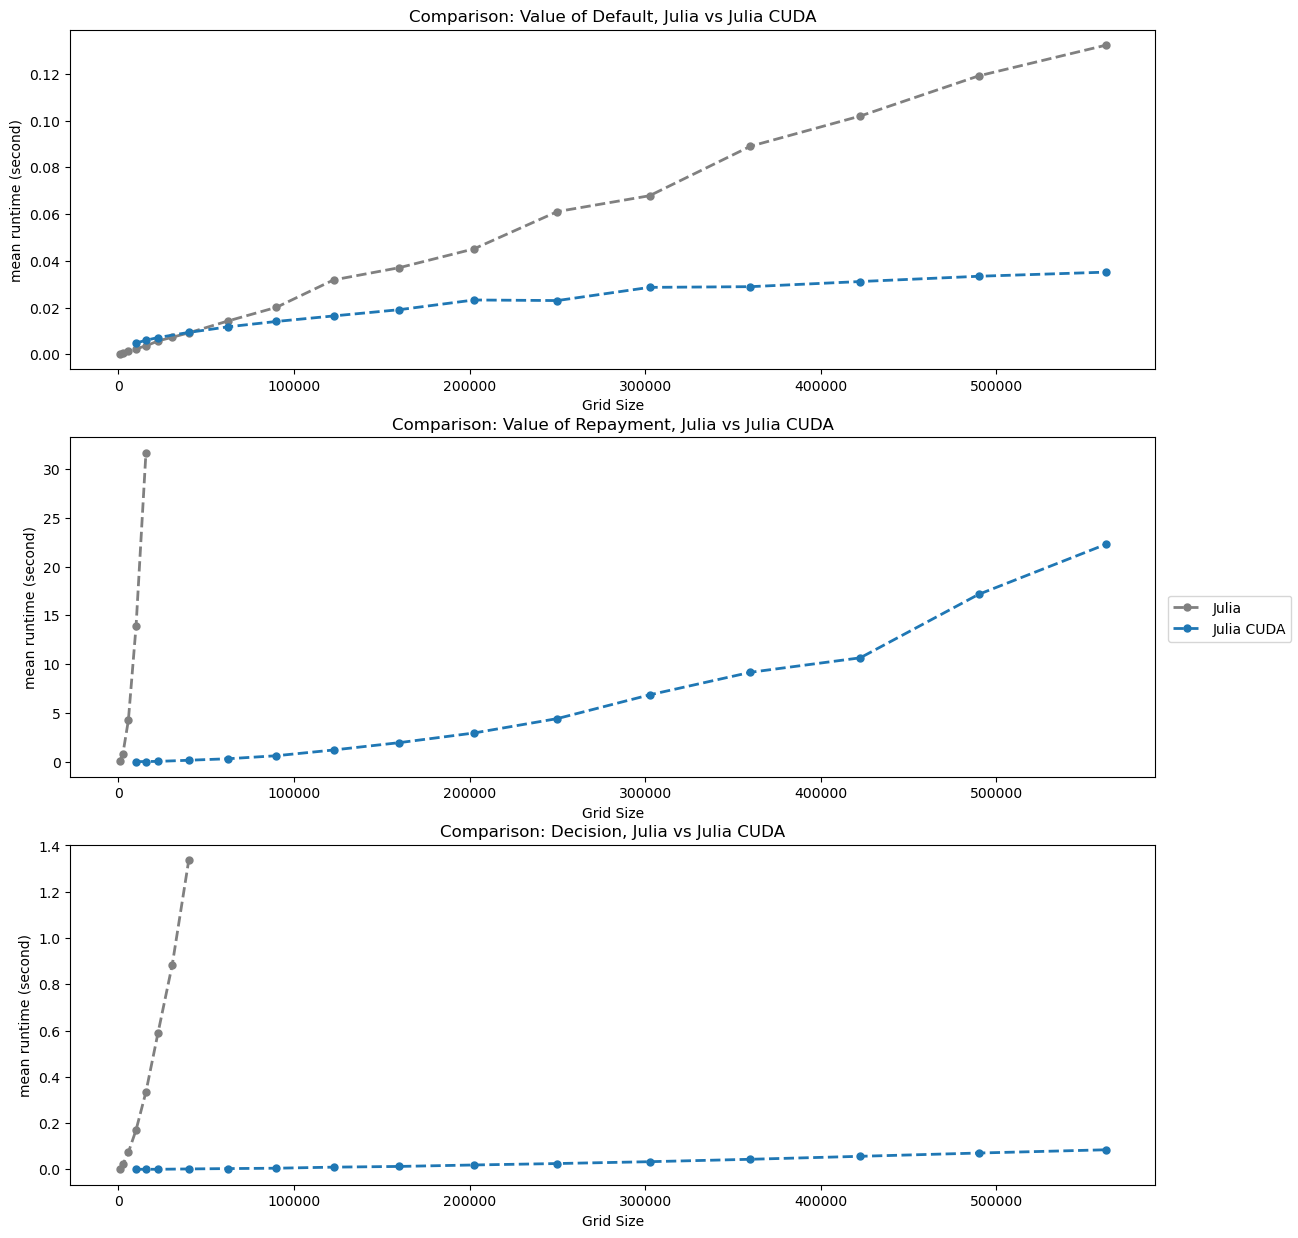 Comparison: Value of Default, Julia vs Julia CUDA
mean runtime (second)
0.12
0.10
0.08
0.06
0.04
0.02
0.00
0 100000 200000 300000 400000 500000
Grid Size
Comparison: Value of Repayment, Julia vs Julia CUDA
mean runtime (second)
30
25
20
15
10
5
0
0 100000 200000 300000 400000 500000
Grid Size
Julia
Julia CUDA
Comparison: Decision, Julia vs Julia CUDA
mean runtime (second)
1.4
1.2
1.0
0.8
0.6
0.4
0.2
0.0
0 100000 200000 300000 400000 500000
Grid Size